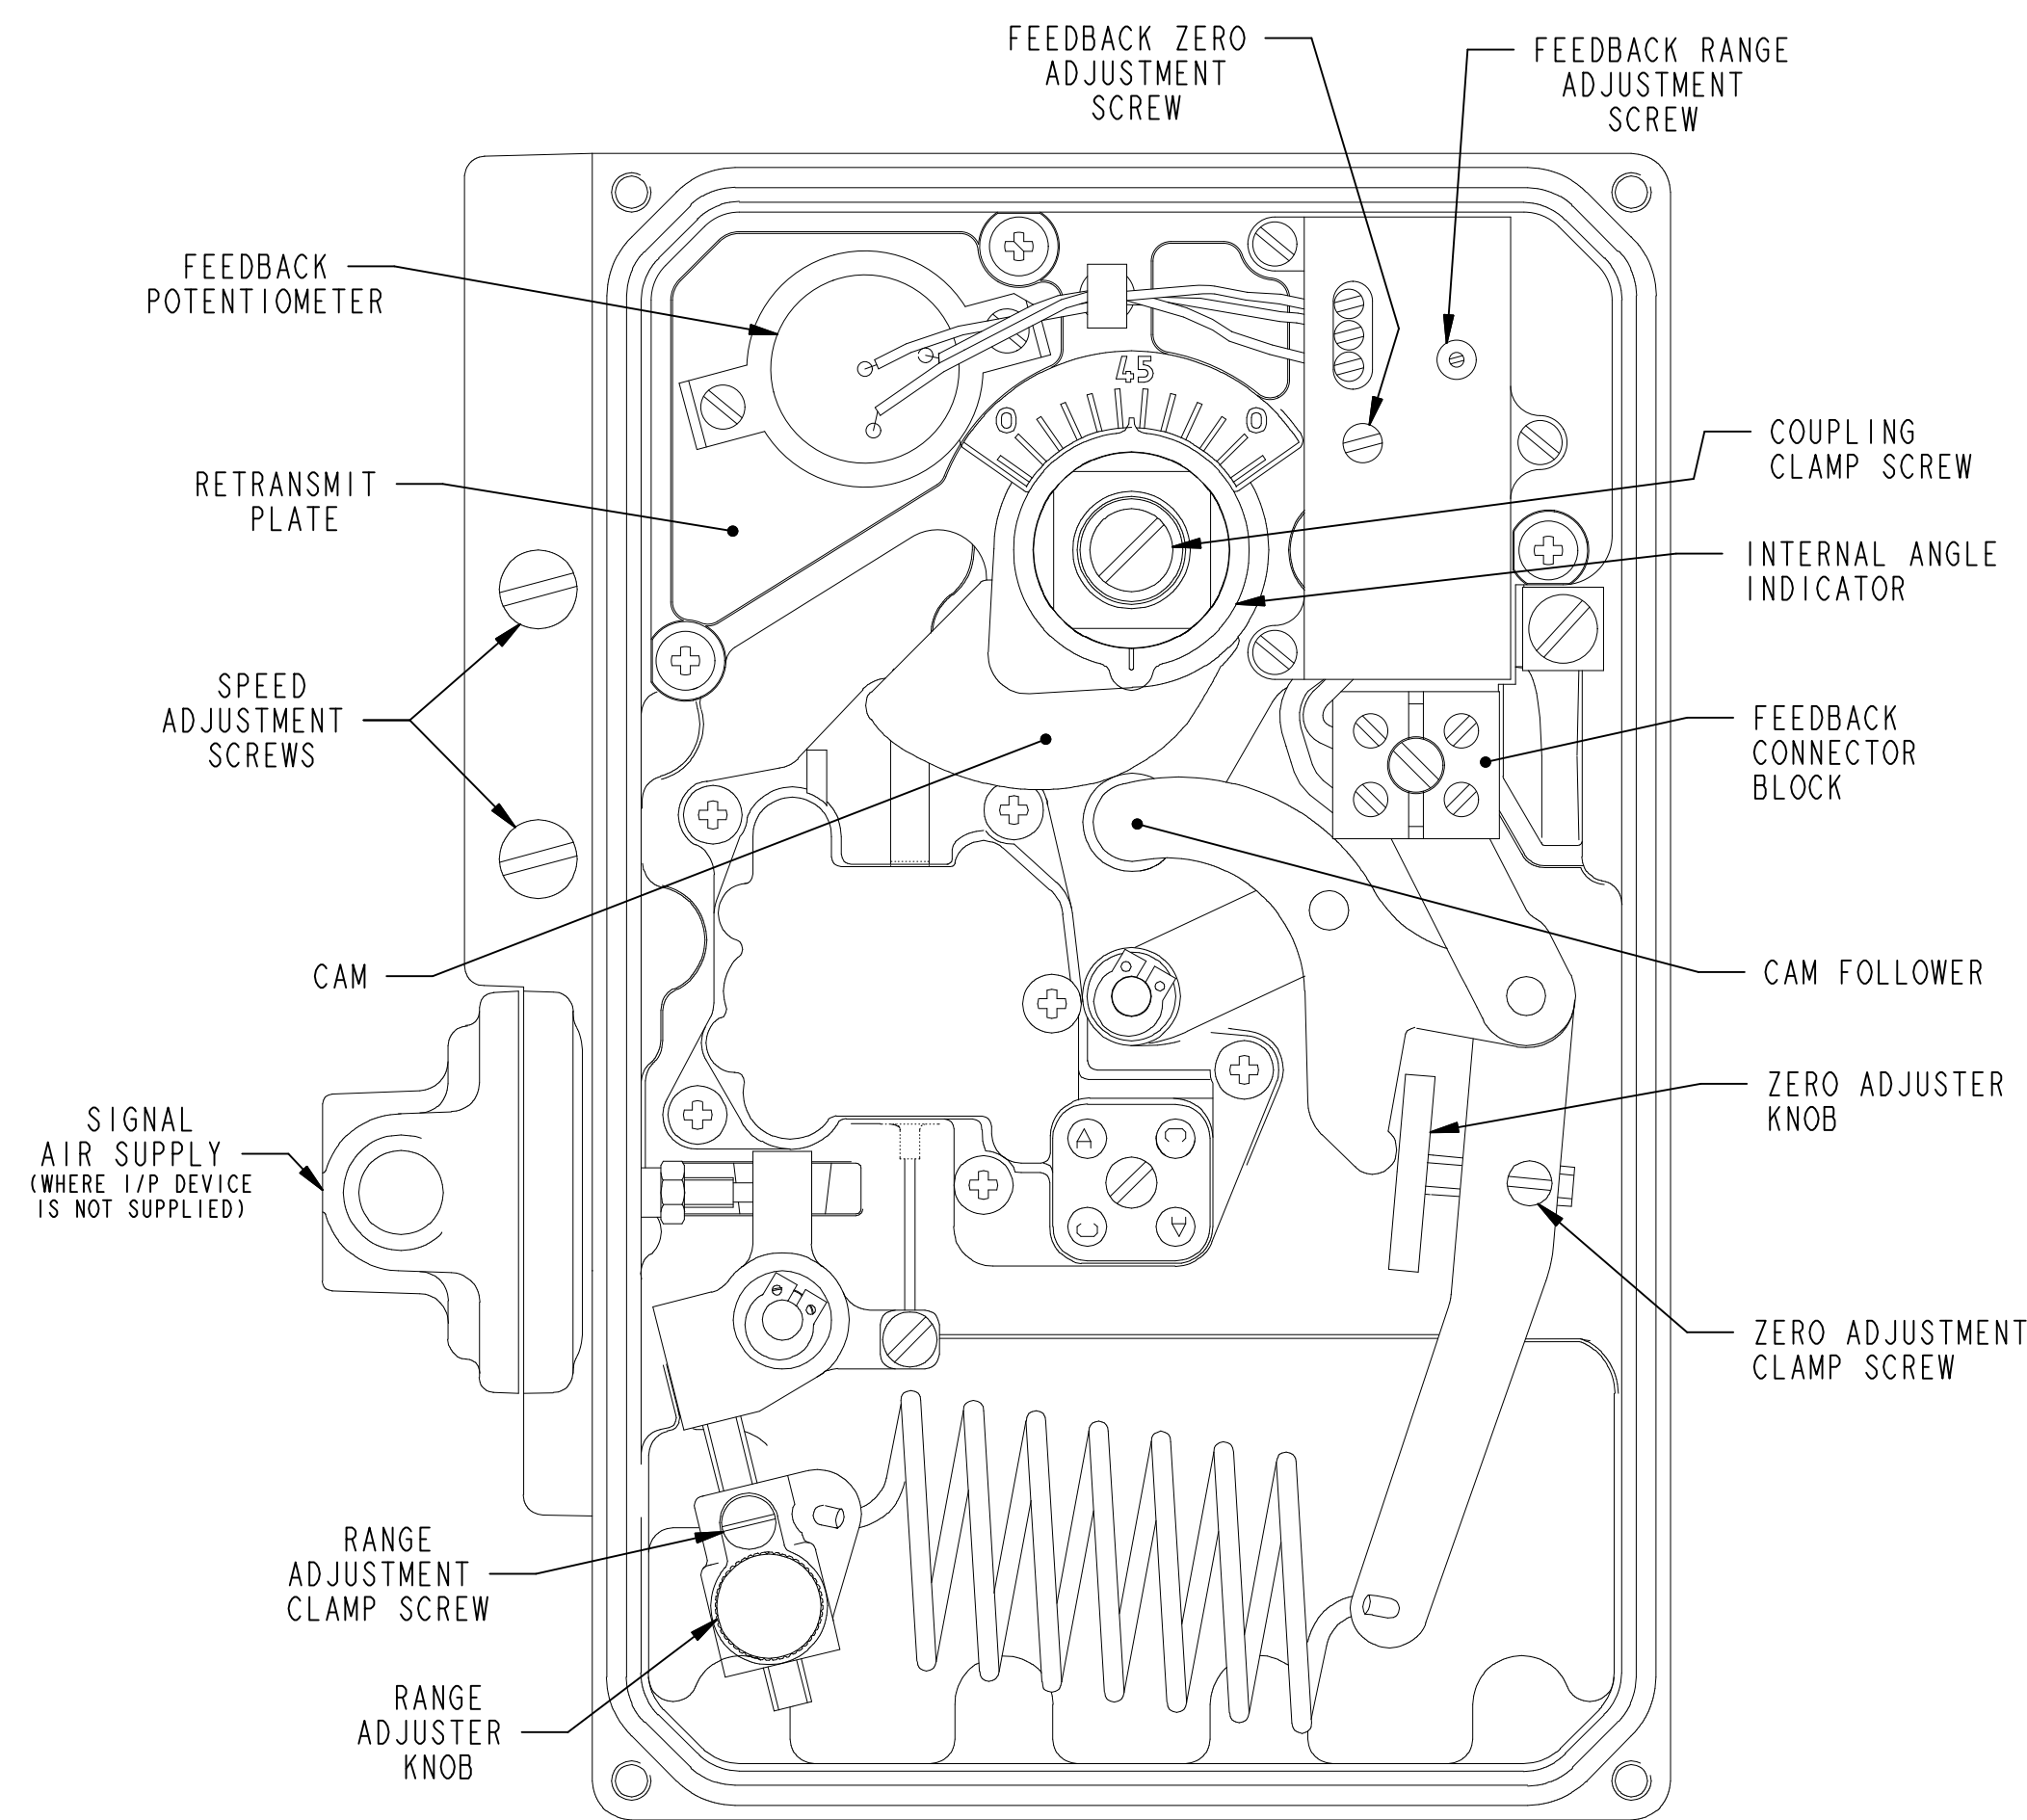 FEEDBACK ZERO
ADJUSTMENT
SCREW
FEEDBACK RANGE
ADJUSTMENT
SCREW
FEEDBACK
POTENTIOMETER
45
0
0
COUPLING
CLAMP SCREW
RETRANSMIT
PLATE
INTERNAL ANGLE
INDICATOR
SPEED
ADJUSTMENT
SCREWS
FEEDBACK
CONNECTOR
BLOCK
CAM
CAM FOLLOWER
ZERO ADJUSTER
KNOB
SIGNAL
AIR SUPPLY
(WHERE I/P DEVICE
IS NOT SUPPLIED)
A
C
C
A
ZERO ADJUSTMENT
CLAMP SCREW
RANGE
ADJUSTMENT
CLAMP SCREW
RANGE
ADJUSTER
KNOB